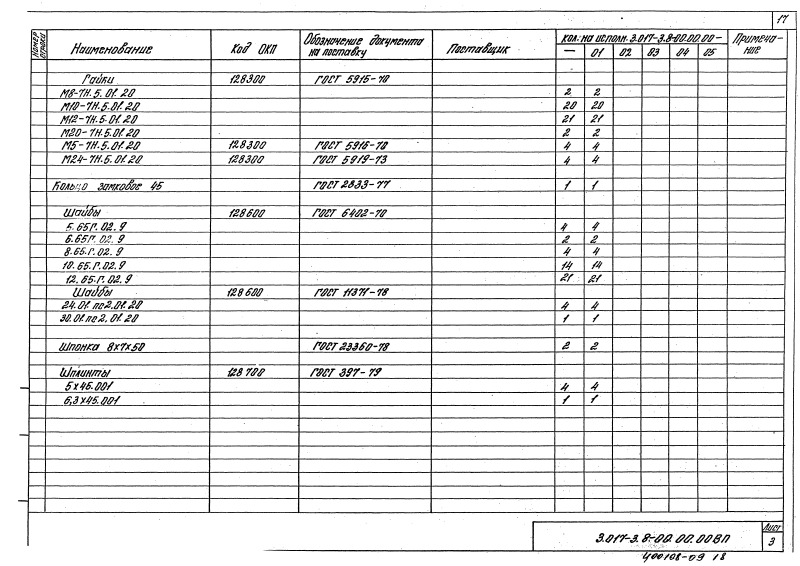 17
Номер строки Наименование Код ОКП Обозначение документа на поставку Поставщик Кол. на исполн. 3.017-3.8-00.00.00- Примечание
— 01 02 03 04 05
Гайки 128300 ГОСТ 5915-70
М8-7Н.5.01.20 2 2
М10-7Н.5.01.20 20 20
М12-7Н.5.01.20 21 21
М20-7Н.5.01.20 2 2
М5-7Н.5.01.20 128300 ГОСТ 5916-70 4 4
М24-7Н.5.01.20 128300 ГОСТ 5919-73 4 4
Кольцо замковое 45 ГОСТ 2833-77 1 1
Шайбы 128600 ГОСТ 6402-70
5.65Г.02.9 4 4
6.65Г.02.9 2 2
8.65.Г.02.9 4 4
10.65.Г.02.9 14 14
12.65.Г.02.9 21 21
Шайбы 128600 ГОСТ 11371-78
24.01.пс2.01.20 4 4
30.01.пс2.01.20 1 1
Шпонка 8х7х50 ГОСТ 23360-78 2 2
Шплинты 128700 ГОСТ 397-79
5х45.001 4 4
6,3х45.001 1 1
3.017-3.8-00.00.00ВП
Лист
3
Ц00108-09 18